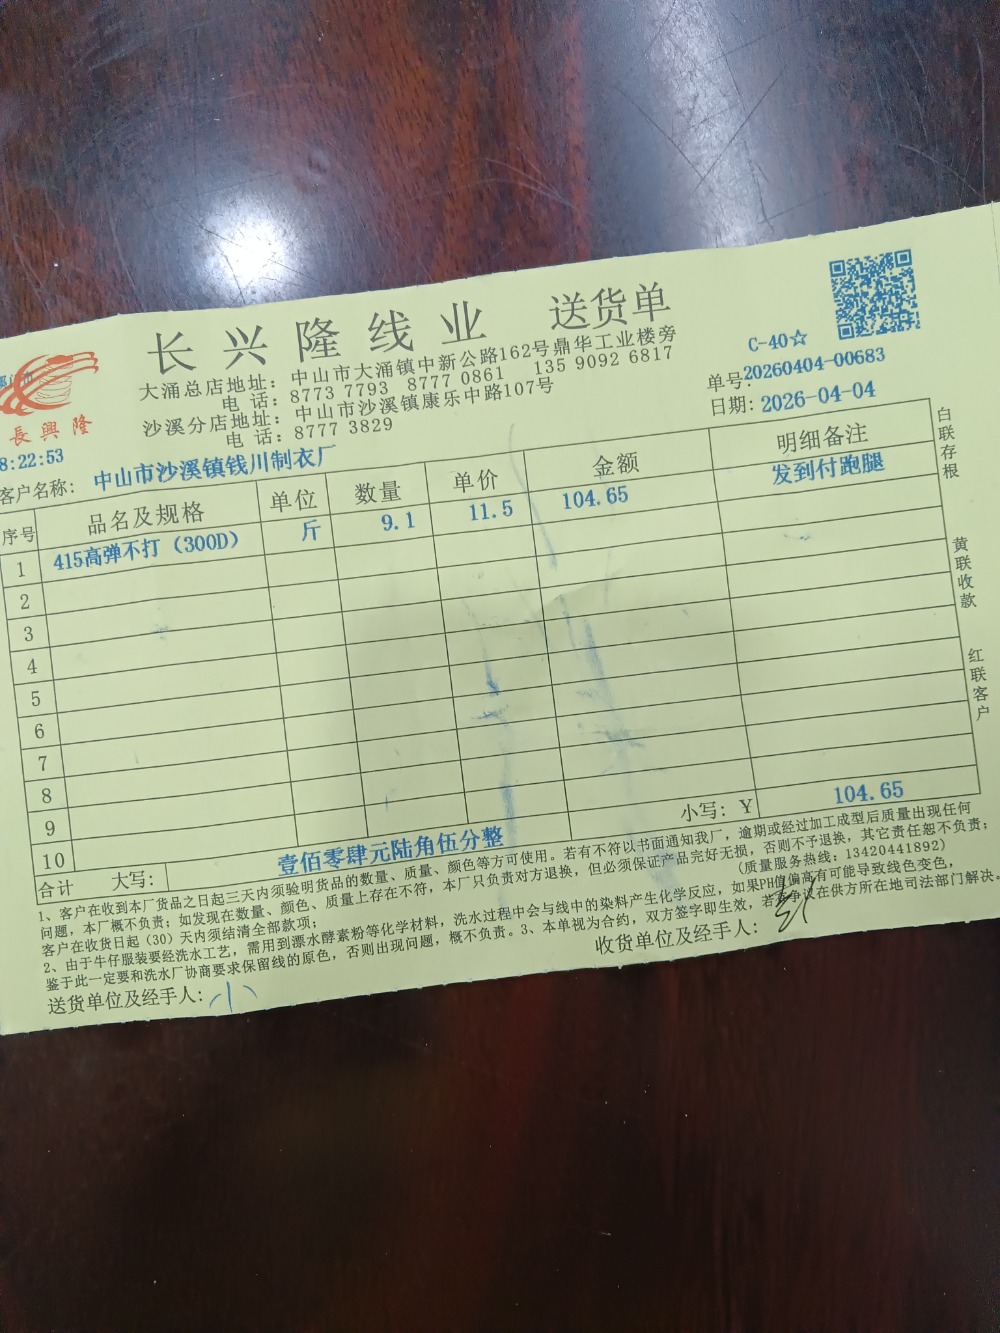 长兴隆线业 送货单
大涌总店地址：中山市大涌镇中新公路162号鼎华工业楼旁
电 话：8773 7793 8777 0861 135 9092 6817
沙溪分店地址：中山市沙溪镇康乐中路107号
电 话：8777 3829
長興隆
8:22:53
C-40☆
单号:20260404-00683
日期: 2026-04-04
客户名称: 中山市沙溪镇钱川制衣厂
序号 品名及规格 单位 数量 单价 金额 明细备注
1 415高弹不打（300D） 斤 9.1 11.5 104.65 发到付跑腿
2
3
4
5
6
7
8
9
10
合计 大写: 壹佰零肆元陆角伍分整 小写: ￥ 104.65
白联存根
黄联收款
红联客户
1、客户在收到本厂货品之日起三天内须验明货品的数量、质量、颜色等方可使用。若有不符以书面通知我厂，逾期或经过加工成型后质量出现任何
问题，本厂概不负责；如发现在数量、颜色、质量上存在不符，本厂只负责对方退换，但必须保证产品完好无损，否则不予退换，其它责任恕不负责；
客户在收货日起（30）天内须结清全部款项； (质量服务热线：13420441892)
2、由于牛仔服装要经洗水工艺，需用到漂水酵素粉等化学材料，洗水过程中会与线中的染料产生化学反应，如果PH值偏高有可能导致线色变色，
鉴于此一定要和洗水厂协商要求保留线的原色，否则出现问题，概不负责。3、本单视为合约，双方签字即生效，若争议在供方所在地司法部门解决。
送货单位及经手人: 小
收货单位及经手人: